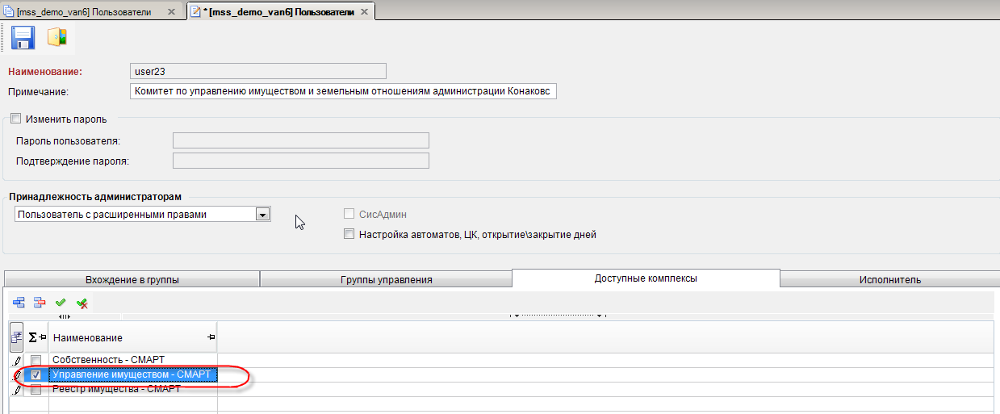 [mss_demo_van6] Пользователи
* [mss_demo_van6] Пользователи
Наименование: user23
Примечание: Комитет по управлению имуществом и земельным отношениям администрации Конаковс
Изменить пароль
Пароль пользователя:
Подтверждение пароля:
Принадлежность администраторам
Пользователь с расширенными правами
СисАдмин
Настройка автоматов, ЦК, открытие\закрытие дней
Вхождение в группы
Группы управления
Доступные комплексы
Исполнитель
Σ Наименование
Собственность - СМАРТ
Управление имуществом - СМАРТ
Реестр имущества - СМАРТ